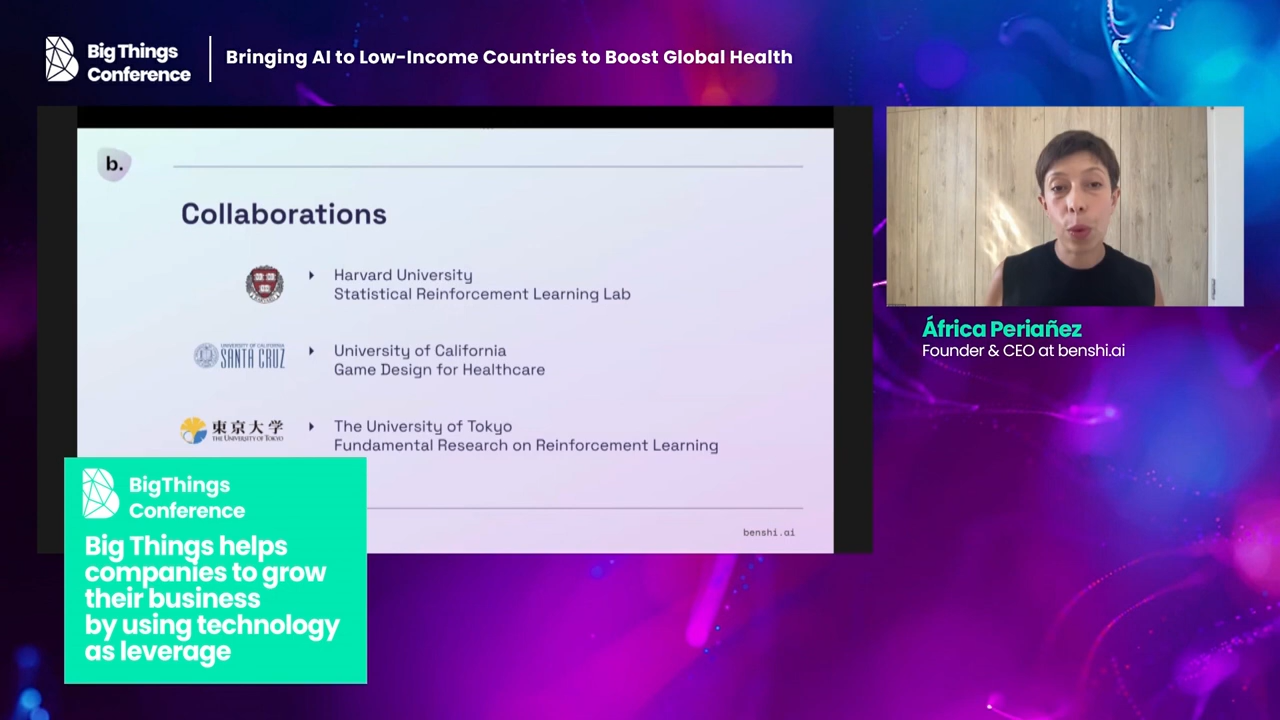 Big Things
Conference
Bringing AI to Low-Income Countries to Boost Global Health
b.
Collaborations
Harvard University
Statistical Reinforcement Learning Lab
UNIVERSITY OF CALIFORNIA
SANTA CRUZ
University of California
Game Design for Healthcare
東京大学
THE UNIVERSITY OF TOKYO
The University of Tokyo
Fundamental Research on Reinforcement Learning
benshi.ai
África Periañez
Founder & CEO at benshi.ai
BigThings
Conference
Big Things helps
companies to grow
their business
by using technology
as leverage